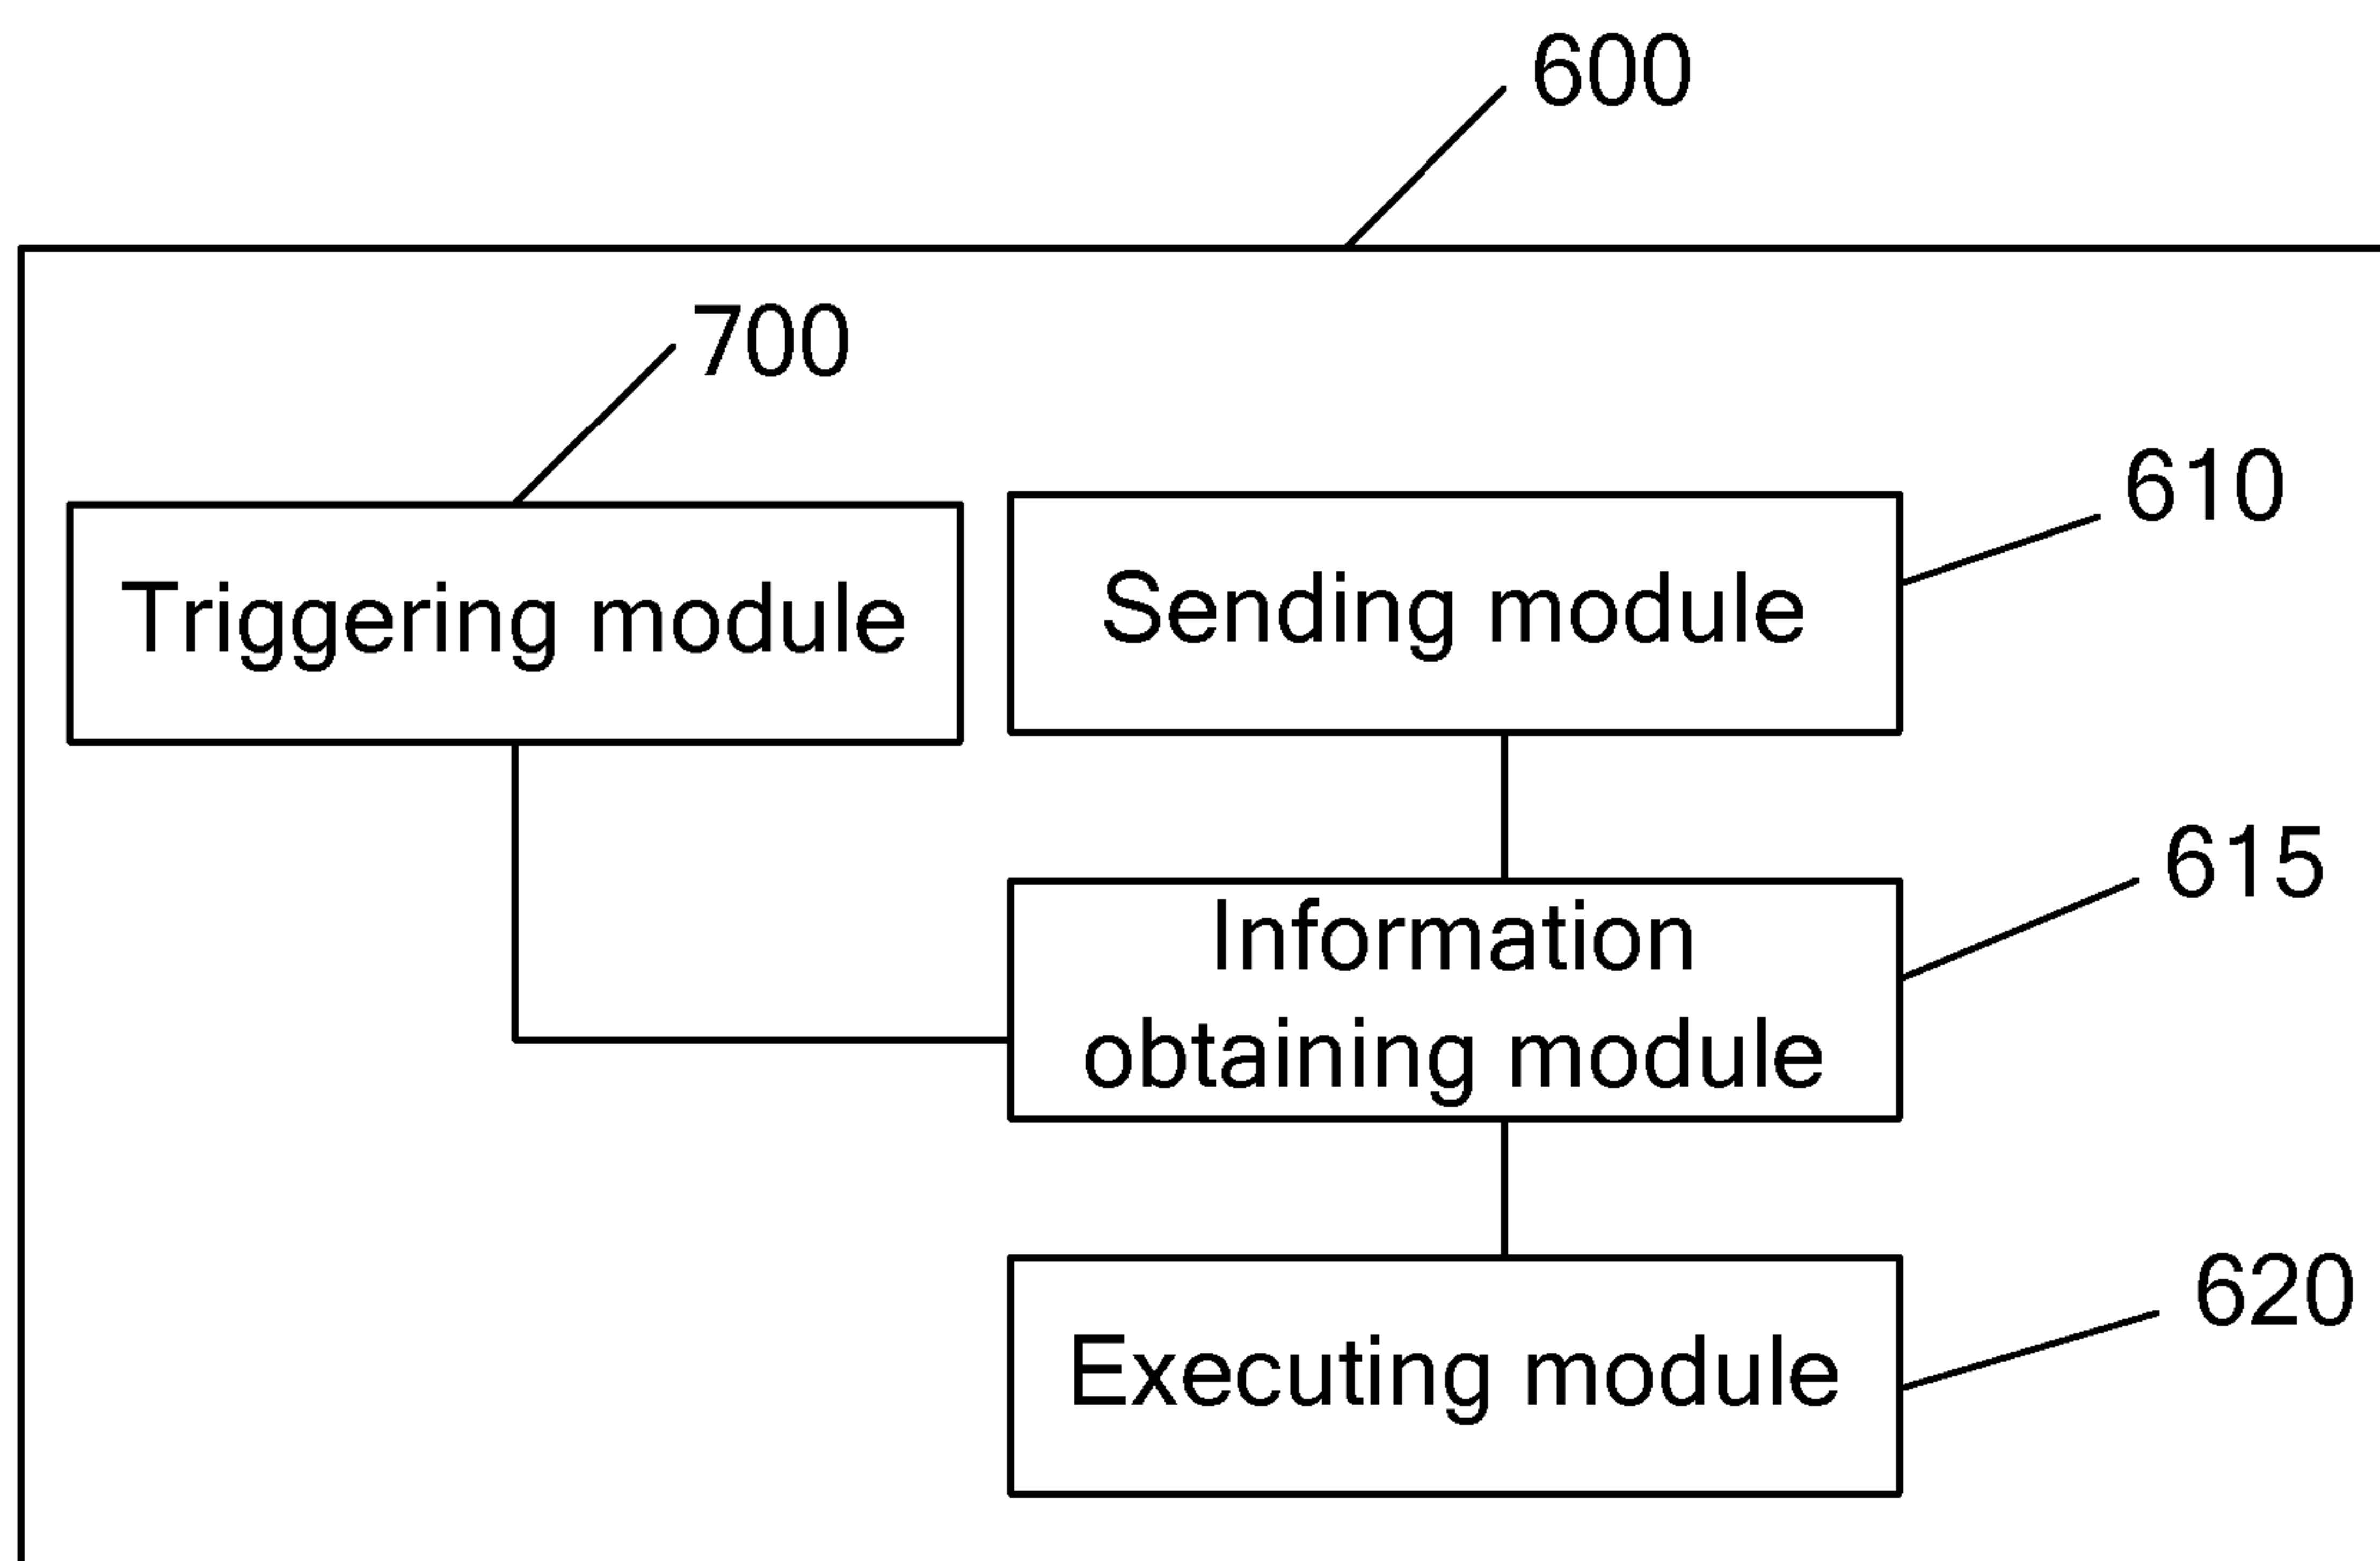 600
700
610
Triggering module
Sending module
615
Information
obtaining module
620
Executing module